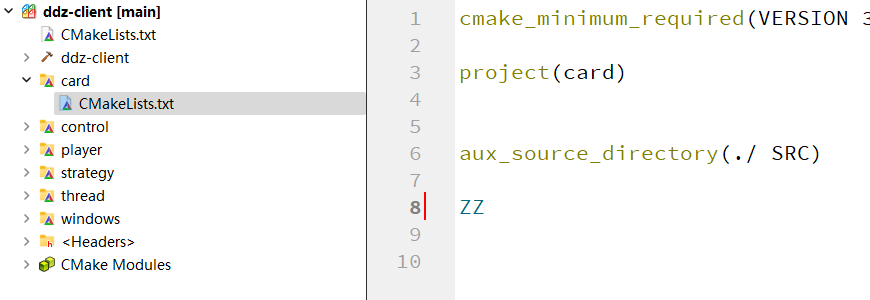 ddz-client [main]
CMakeLists.txt
ddz-client
card
CMakeLists.txt
control
player
strategy
thread
windows
<Headers>
CMake Modules
1 cmake_minimum_required(VERSION 3
2
3 project(card)
4
5
6 aux_source_directory(./ SRC)
7
8 ZZ
9
10